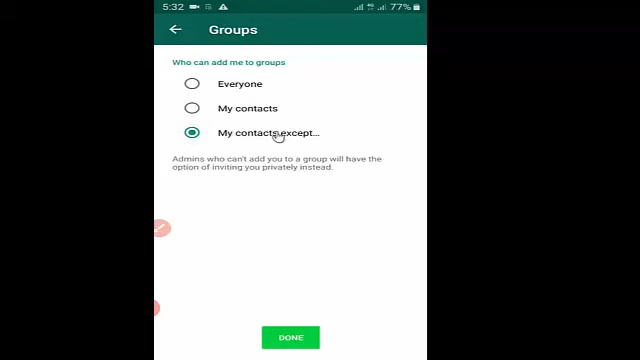 5:32 77%
Groups
Who can add me to groups
Everyone
My contacts
My contacts except...
Admins who can't add you to a group will have the
option of inviting you privately instead.
DONE